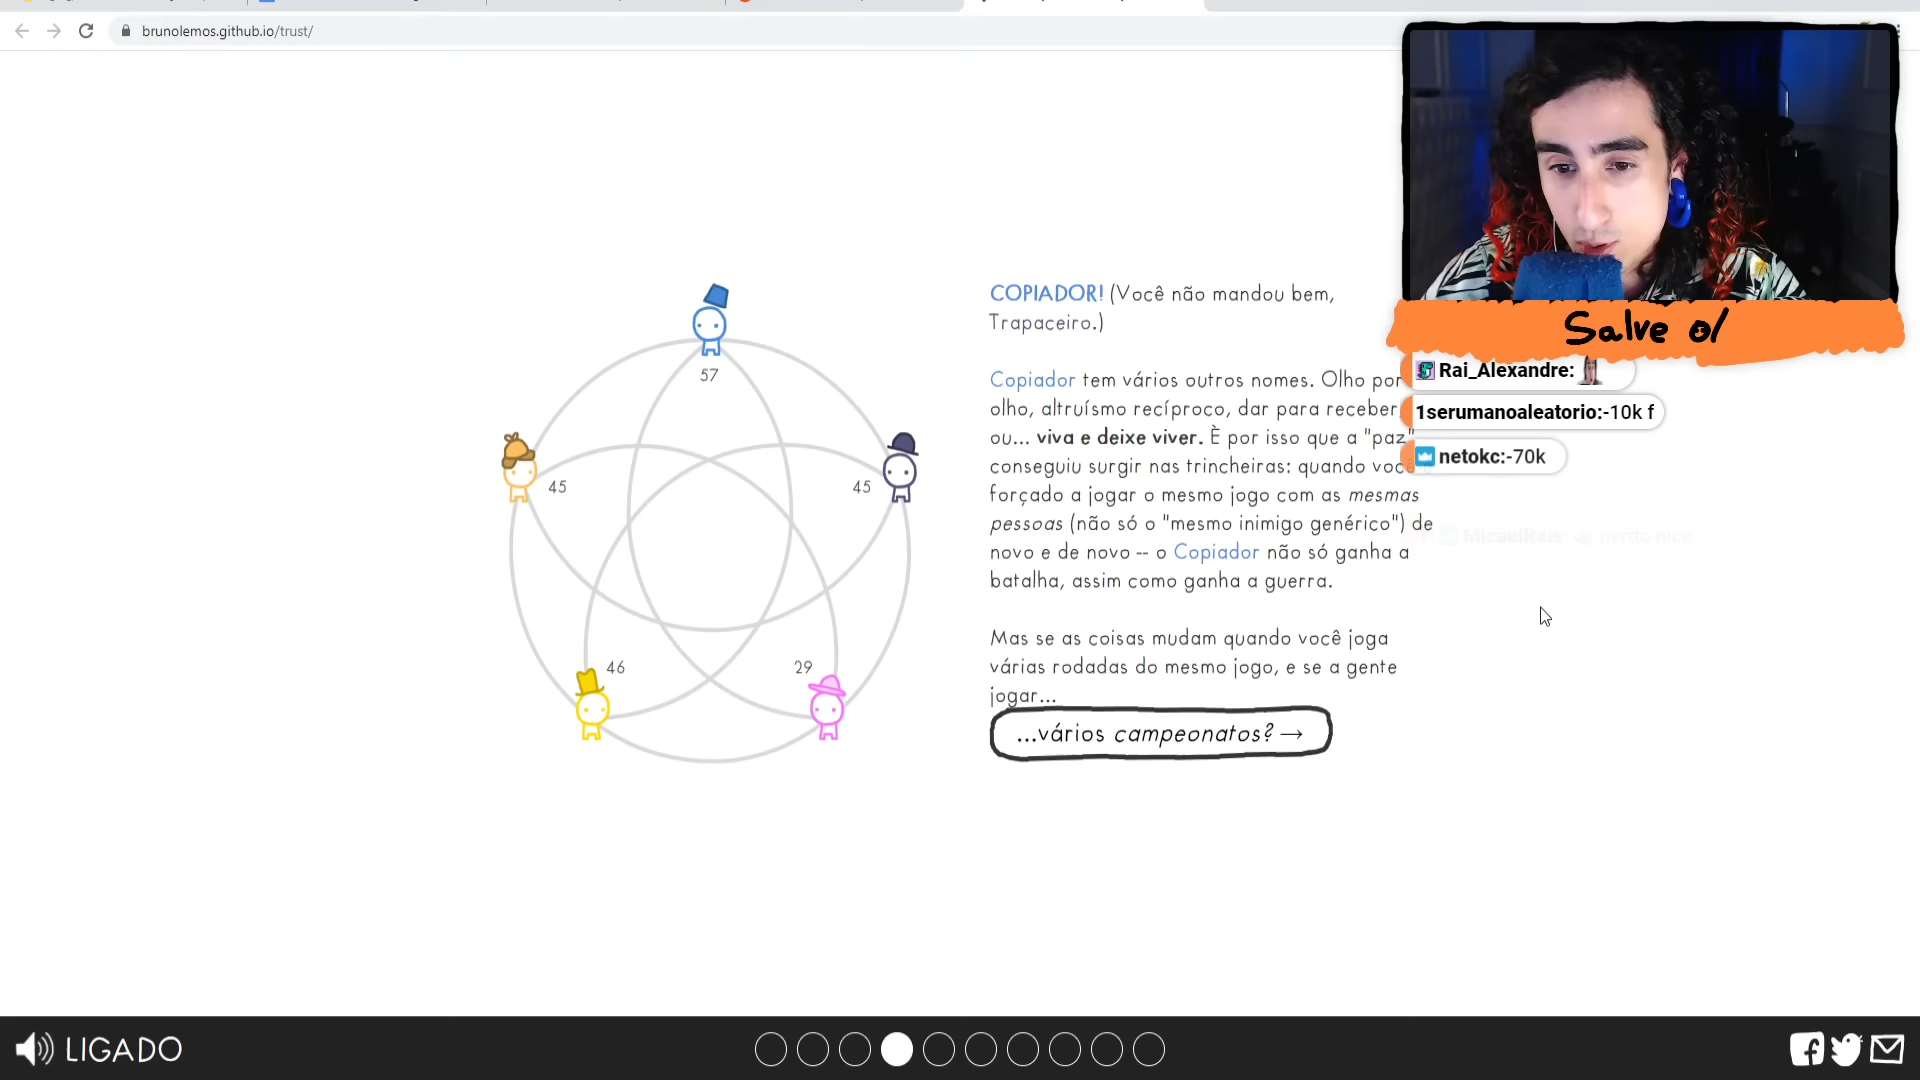 brunolemos.github.io/trust/
57
45
45
46
29
COPIADOR! (Você não mandou bem,
Trapaceiro.)
Copiador tem vários outros nomes. Olho por
olho, altruísmo recíproco, dar para receber,
ou... viva e deixe viver. È por isso que a "paz"
conseguiu surgir nas trincheiras: quando você
forçado a jogar o mesmo jogo com as mesmas
pessoas (não só o "mesmo inimigo genérico") de
novo e de novo -- o Copiador não só ganha a
batalha, assim como ganha a guerra.
Mas se as coisas mudam quando você joga
várias rodadas do mesmo jogo, e se a gente
jogar...
...vários campeonatos? →
Salve o/
Rai_Alexandre:
1serumanoaleatorio:-10k f
netokc:-70k
MicaelReis: perdo nice
LIGADO